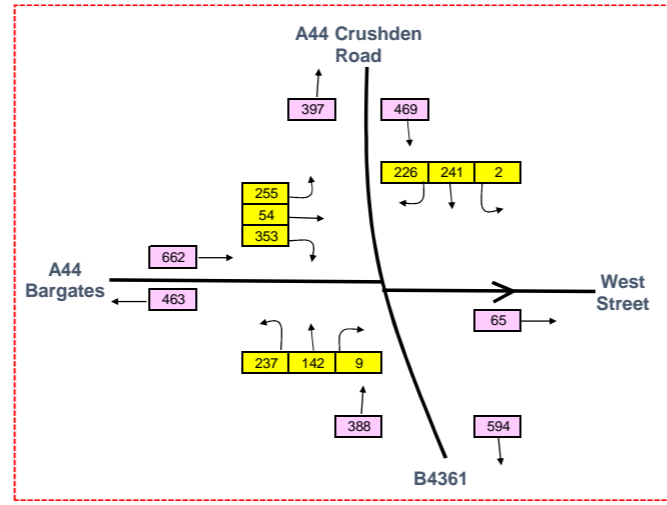 A44 Crushden
Road
397
469
226 241 2
255
54
353
662
A44
Bargates
463
West
Street
65
237 142 9
388
594
B4361